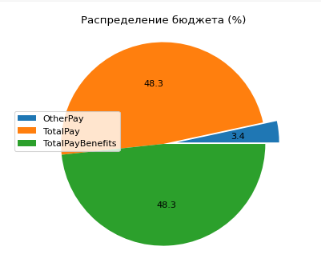 Распределение бюджета (%)
48.3
OtherPay
TotalPay
TotalPayBenefits
3.4
48.3